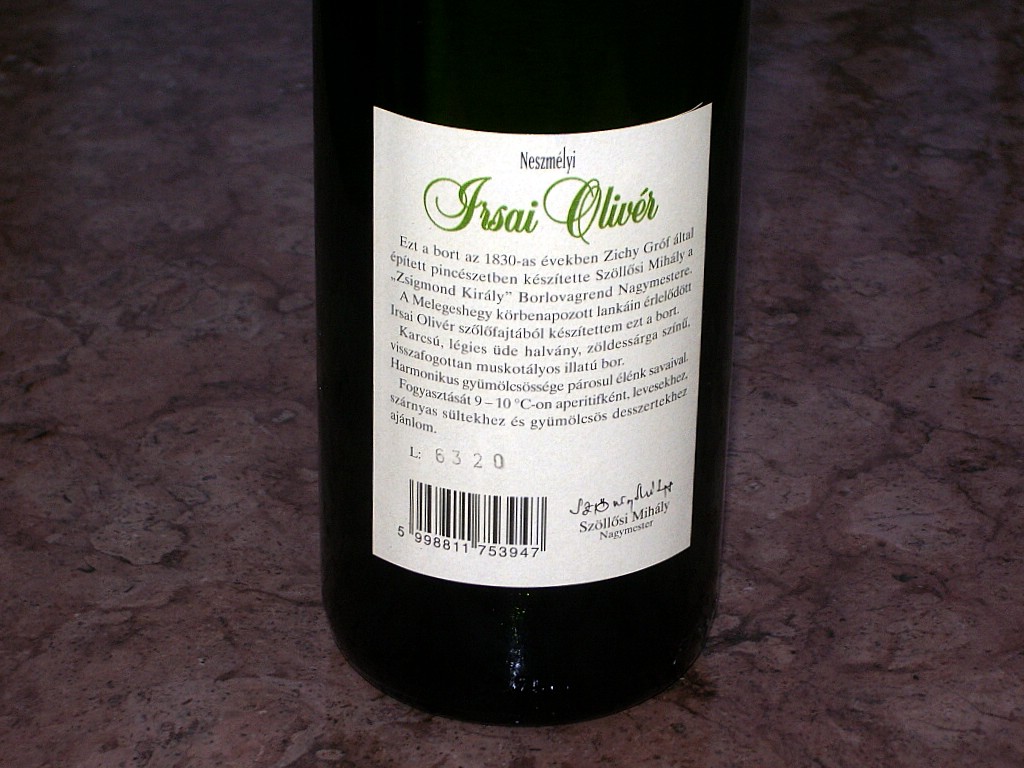 Neszmélyi
Irsai Olivér
Ezt a bort az 1830-as években Zichy Gróf által
épített pincészetben készítette Szöllősi Mihály a
„Zsigmond Király” Borlovagrend Nagymestere.
A Melegeshegy körbenapozott lankáin érlelődött
Irsai Olivér szőlőfajtából készítettem ezt a bort.
Karcsú, légies üde halvány, zöldessárga színű,
visszafogottan muskotályos illatú bor.
Harmonikus gyümölcsössége párosul élénk savaival.
Fogyasztását 9 – 10 °C-on aperitifként, levesekhez,
szárnyas sültekhez és gyümölcsös desszertekhez
ajánlom.
L: 6320
5 998811 753947
Szöllősi Mihály
Nagymester